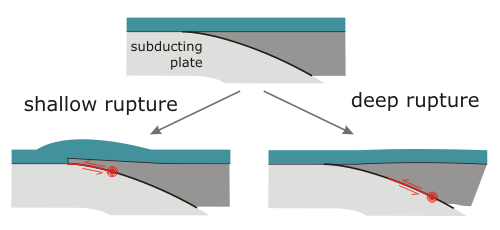 subducting
plate
shallow rupture
deep rupture